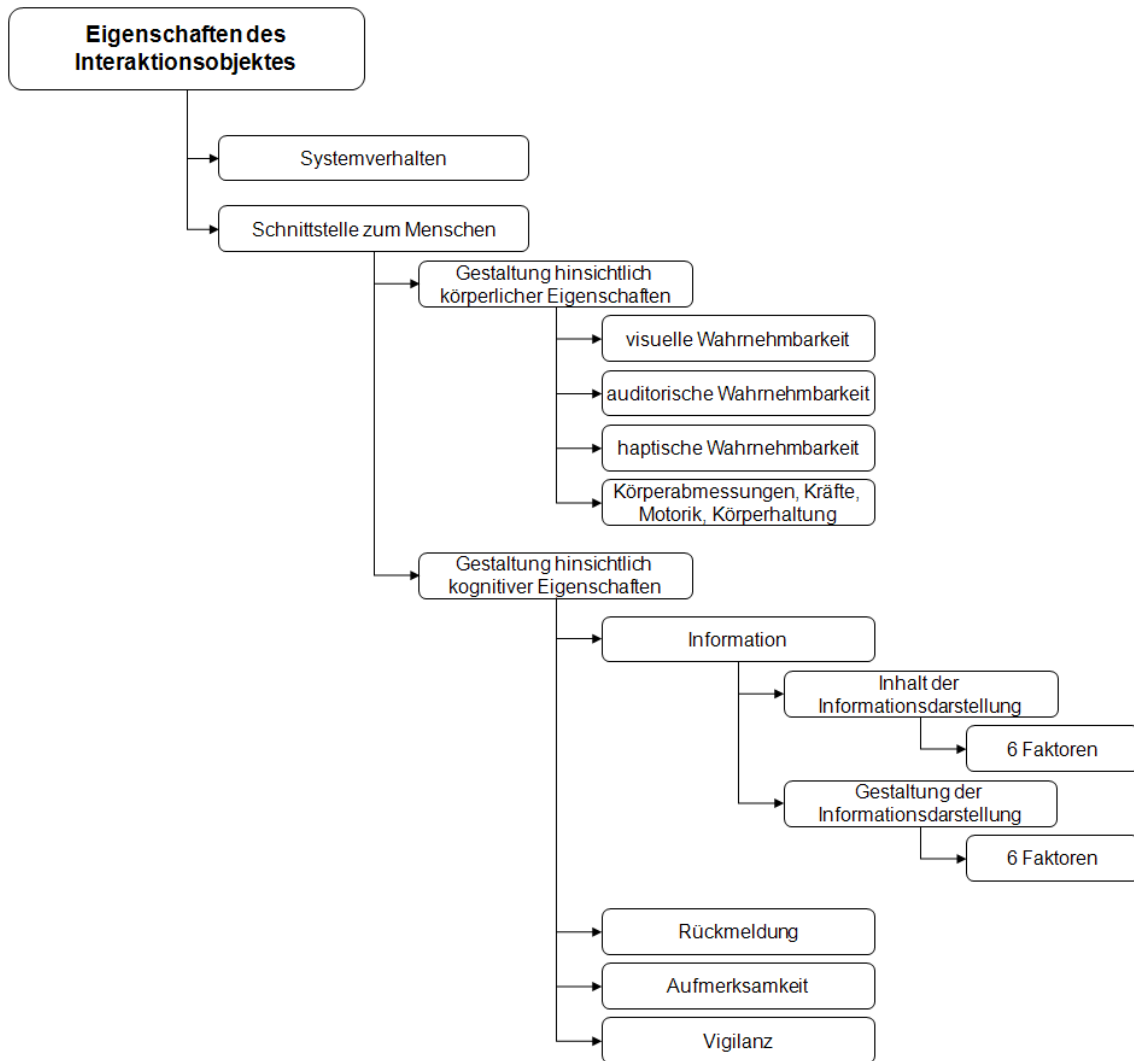 Eigenschaften des
Interaktionsobjektes
Systemverhalten
Schnittstelle zum Menschen
Gestaltung hinsichtlich
körperlicher Eigenschaften
visuelle Wahrnehmbarkeit
auditorische Wahrnehmbarkeit
haptische Wahrnehmbarkeit
Körperabmessungen, Kräfte,
Motorik, Körperhaltung
Gestaltung hinsichtlich
kognitiver Eigenschaften
Information
Inhalt der
Informationsdarstellung
6 Faktoren
Gestaltung der
Informationsdarstellung
6 Faktoren
Rückmeldung
Aufmerksamkeit
Vigilanz